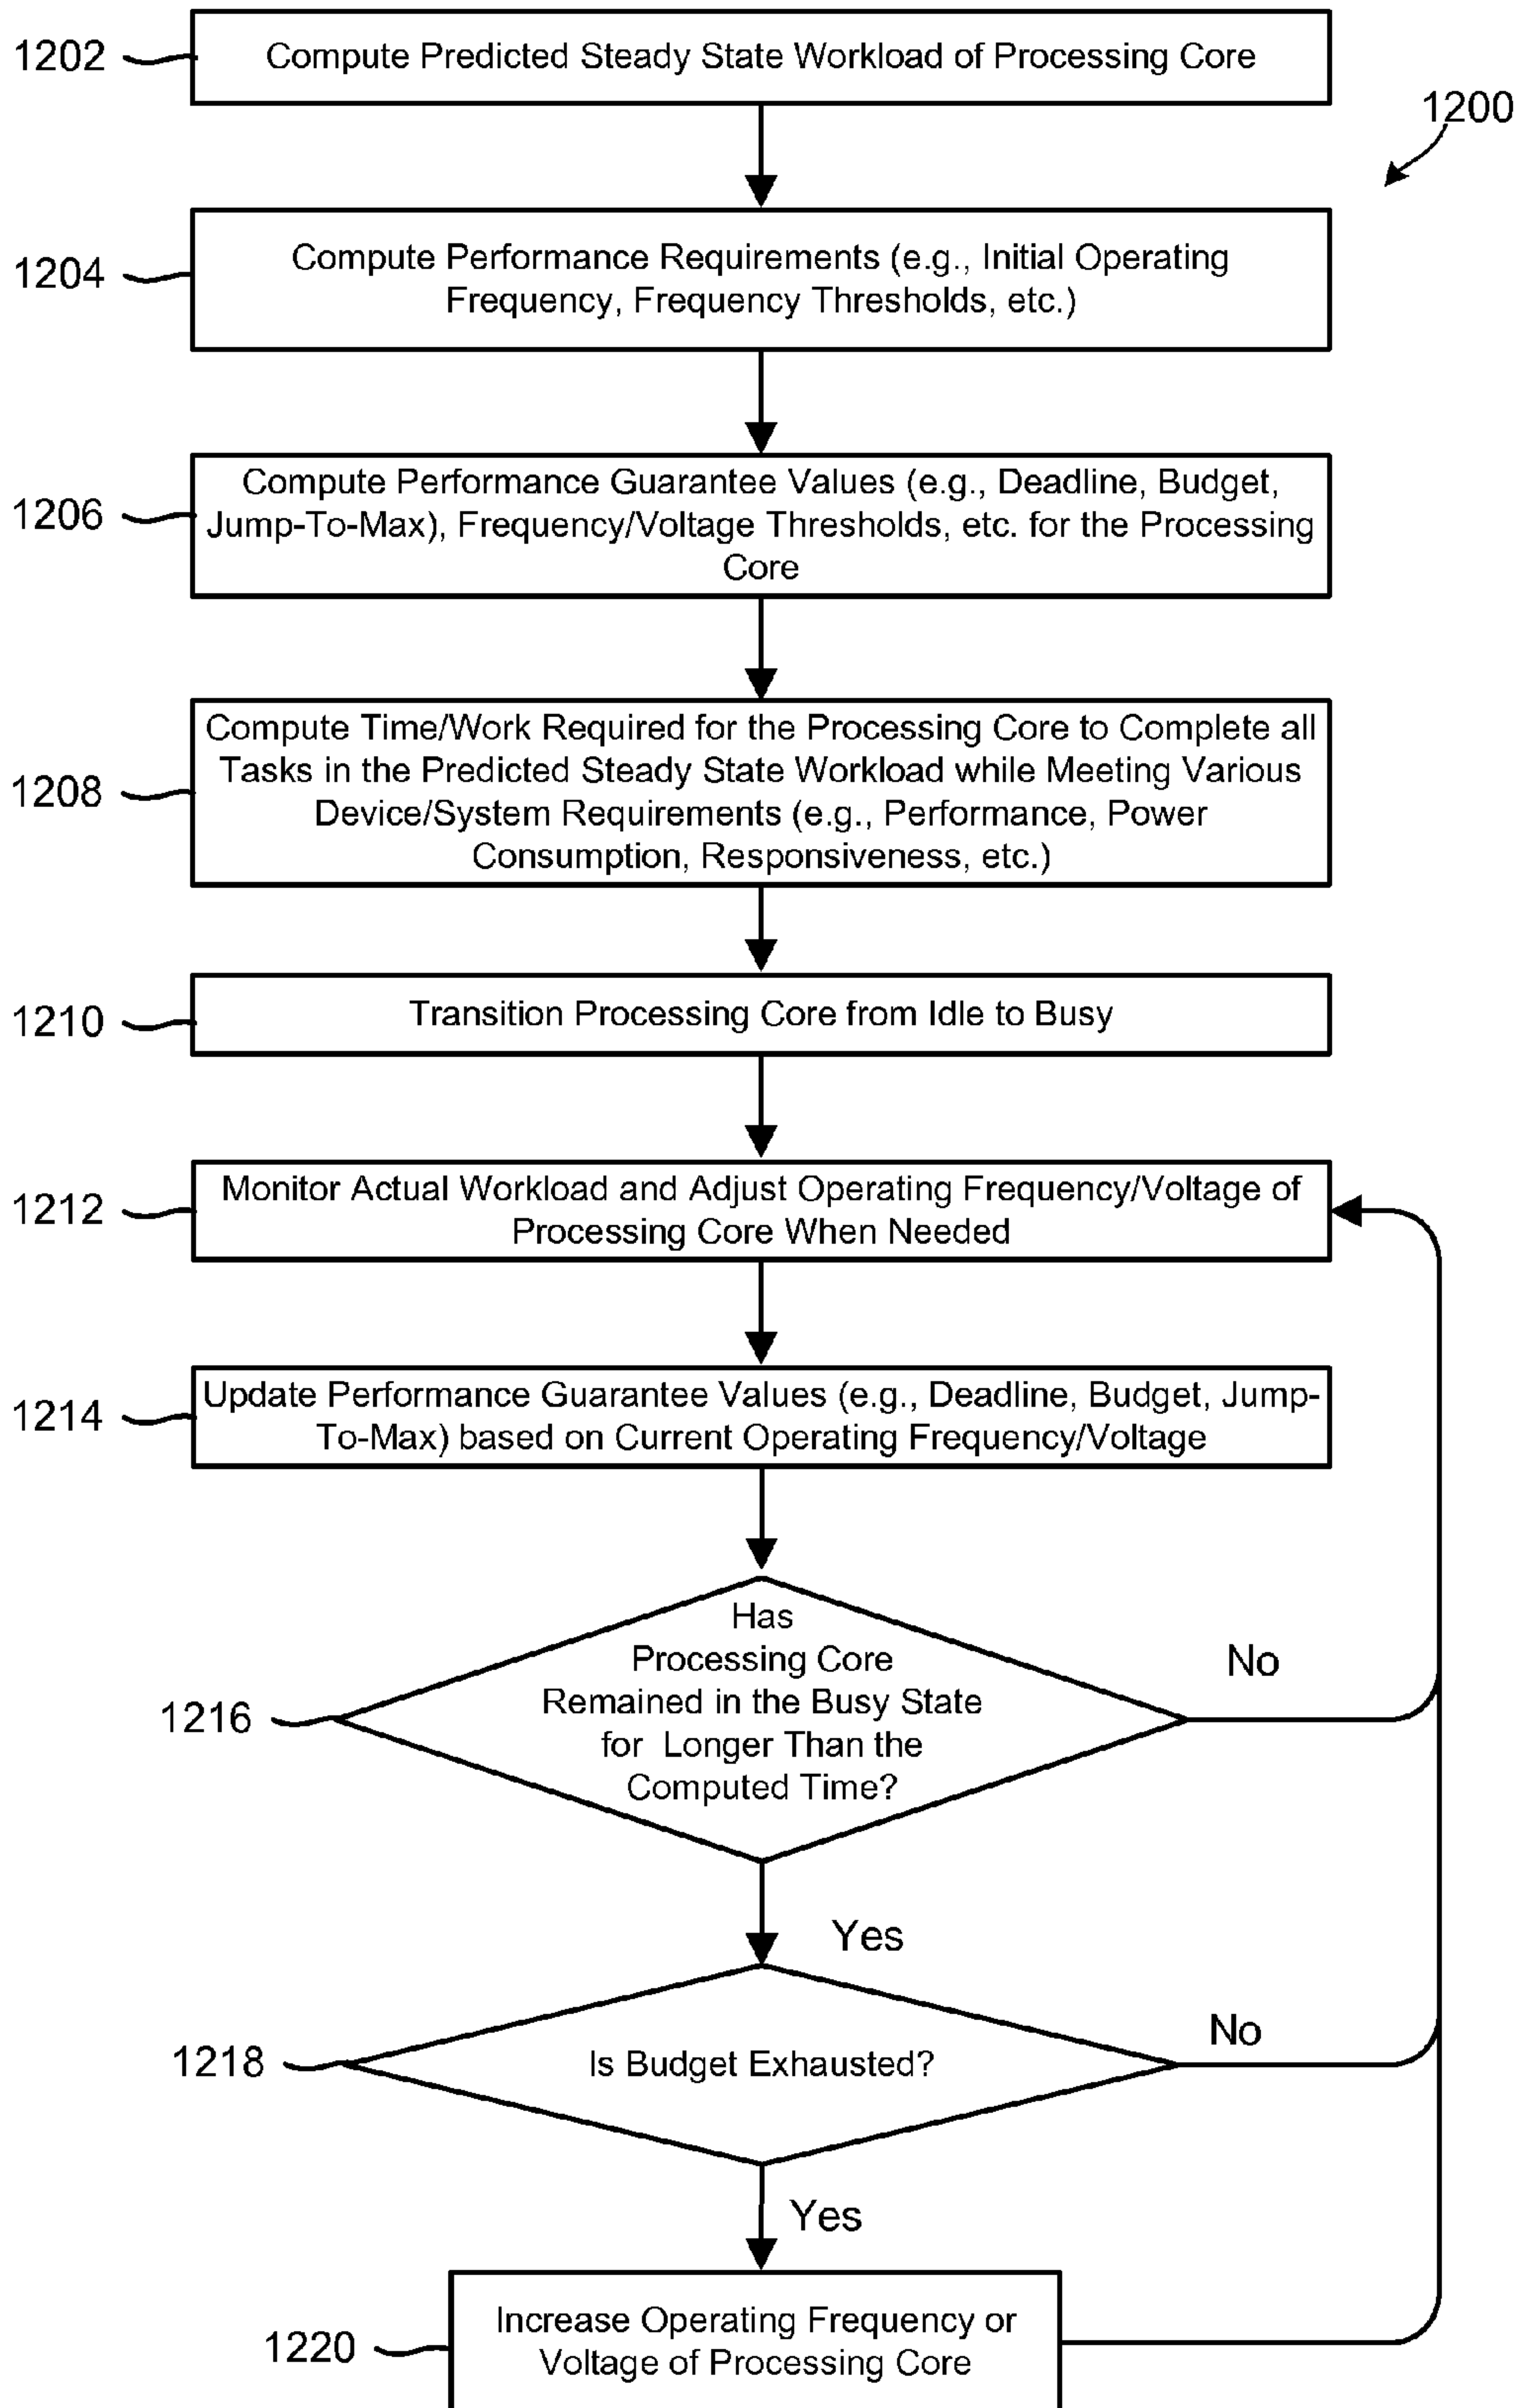 1202
Compute Predicted Steady State Workload of Processing Core
1200
1204
Compute Performance Requirements (e.g., Initial Operating
Frequency, Frequency Thresholds, etc.)
1206
Compute Performance Guarantee Values (e.g., Deadline, Budget,
Jump-To-Max), Frequency/Voltage Thresholds, etc. for the Processing
Core
1208
Compute Time/Work Required for the Processing Core to Complete all
Tasks in the Predicted Steady State Workload while Meeting Various
Device/System Requirements (e.g., Performance, Power
Consumption, Responsiveness, etc.)
1210
Transition Processing Core from Idle to Busy
1212
Monitor Actual Workload and Adjust Operating Frequency/Voltage of
Processing Core When Needed
1214
Update Performance Guarantee Values (e.g., Deadline, Budget, Jump-
To-Max) based on Current Operating Frequency/Voltage
1216
Has
Processing Core
Remained in the Busy State
for Longer Than the
Computed Time?
No
Yes
1218
Is Budget Exhausted?
No
Yes
1220
Increase Operating Frequency or
Voltage of Processing Core